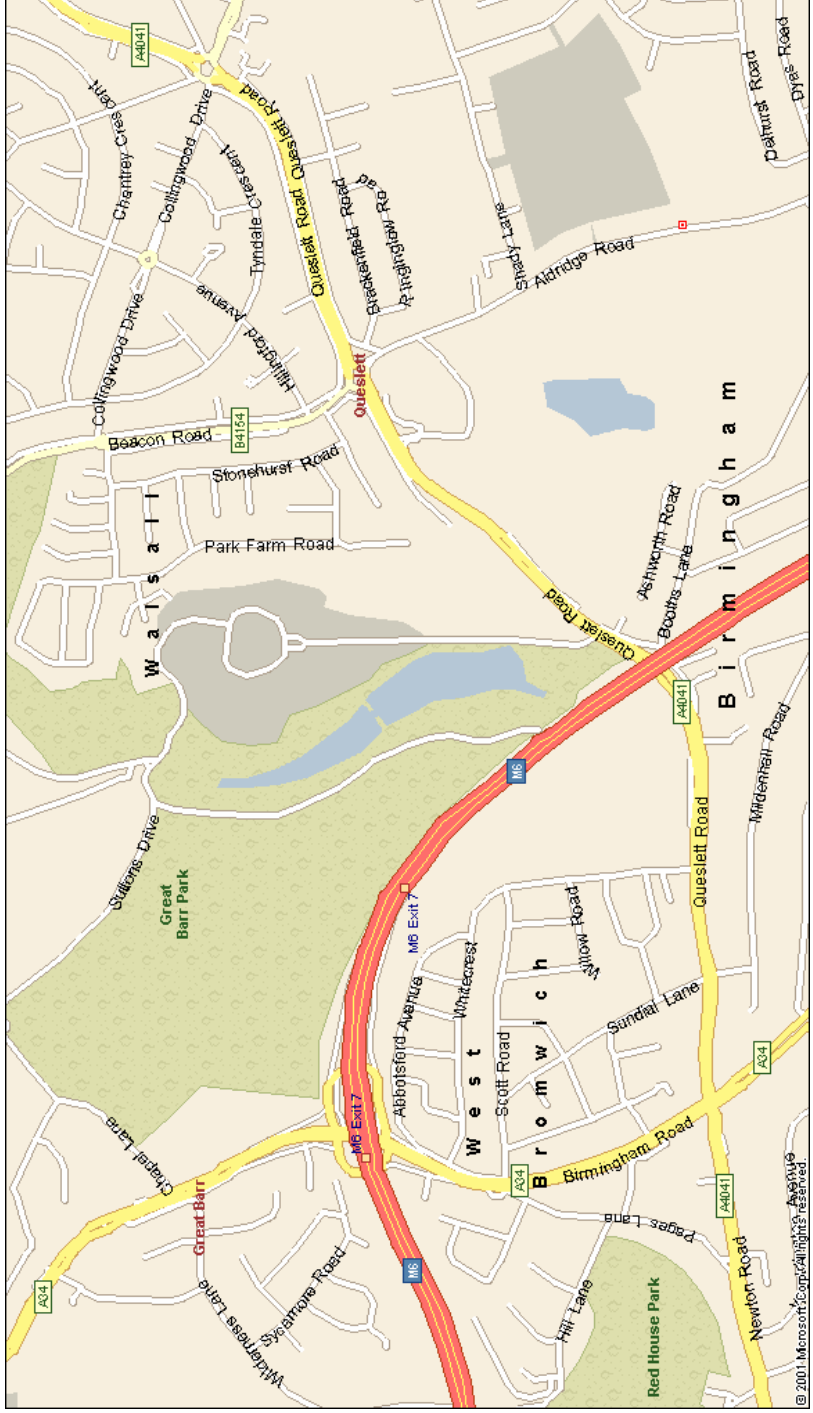 A34
Great Barr
Chapel Lane
Wilderness Lane
Sycamore Road
M6 Exit 7
M6
Great
Barr Park
Suttons Drive
Walsall
Park Farm Road
Stonehurst Road
Beacon Road
B4154
Collingwood Drive
Chantrey Crescent
Collingwood Drive
Hillingford Avenue
Tyndale Crescent
A4041
Queslett Road
Queslett Road
Queslett
Brackenfield Road
Ringinglow Road
Shady Lane
Aldridge Road
Delhurst Road
Dyas Road
M6 Exit 7
M6
Abbotsford Avenue
Whitecrest
West
Scott Road
Bromwich
Willow Road
Sundial Lane
A34
Birmingham Road
Hill Lane
Pages Lane
Red House Park
Newton Road
A4041
A34
Queslett Road
A4041
Queslett Road
Mildenhall Road
Booths Lane
Ashworth Road
Birmingham
Avenue
© 2001 Microsoft Corp. All rights reserved.